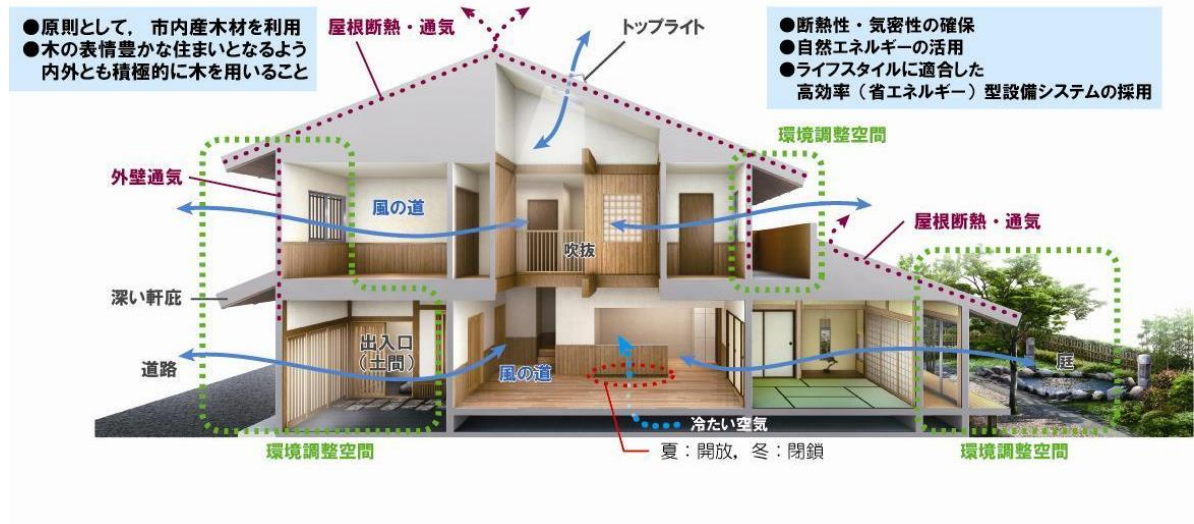 ●原則として，市内産木材を利用
●木の表情豊かな住まいとなるよう
内外とも積極的に木を用いること
屋根断熱・通気
トップライト
●断熱性・気密性の確保
●自然エネルギーの活用
●ライフスタイルに適合した
高効率（省エネルギー）型設備システムの採用
環境調整空間
外壁通気
風の道
吹抜
屋根断熱・通気
深い軒庇
道路
出入口
（土間）
風の道
庭
冷たい空気
環境調整空間
夏：開放，冬：閉鎖
環境調整空間